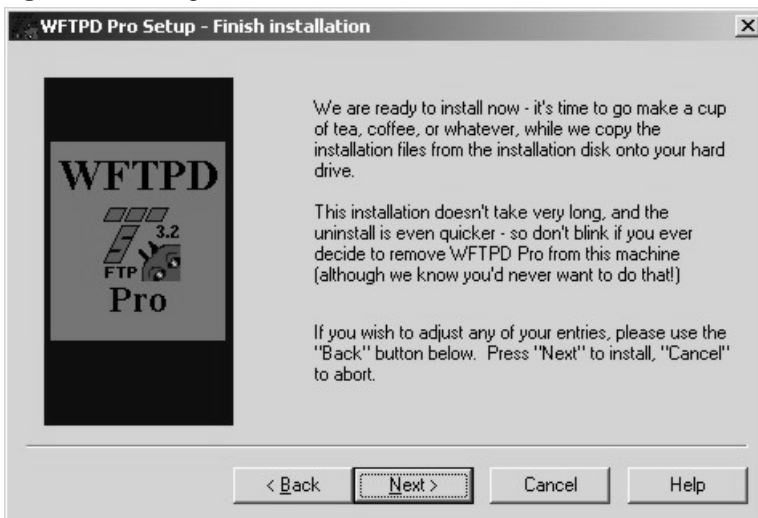 WFTPD Pro Setup - Finish installation
WFTPD
3.2
FTP
Pro
We are ready to install now - it's time to go make a cup
of tea, coffee, or whatever, while we copy the
installation files from the installation disk onto your hard
drive.
This installation doesn't take very long, and the
uninstall is even quicker - so don't blink if you ever
decide to remove WFTPD Pro from this machine
(although we know you'd never want to do that!)
If you wish to adjust any of your entries, please use the
"Back" button below.  Press "Next" to install, "Cancel"
to abort.
< Back
Next >
Cancel
Help